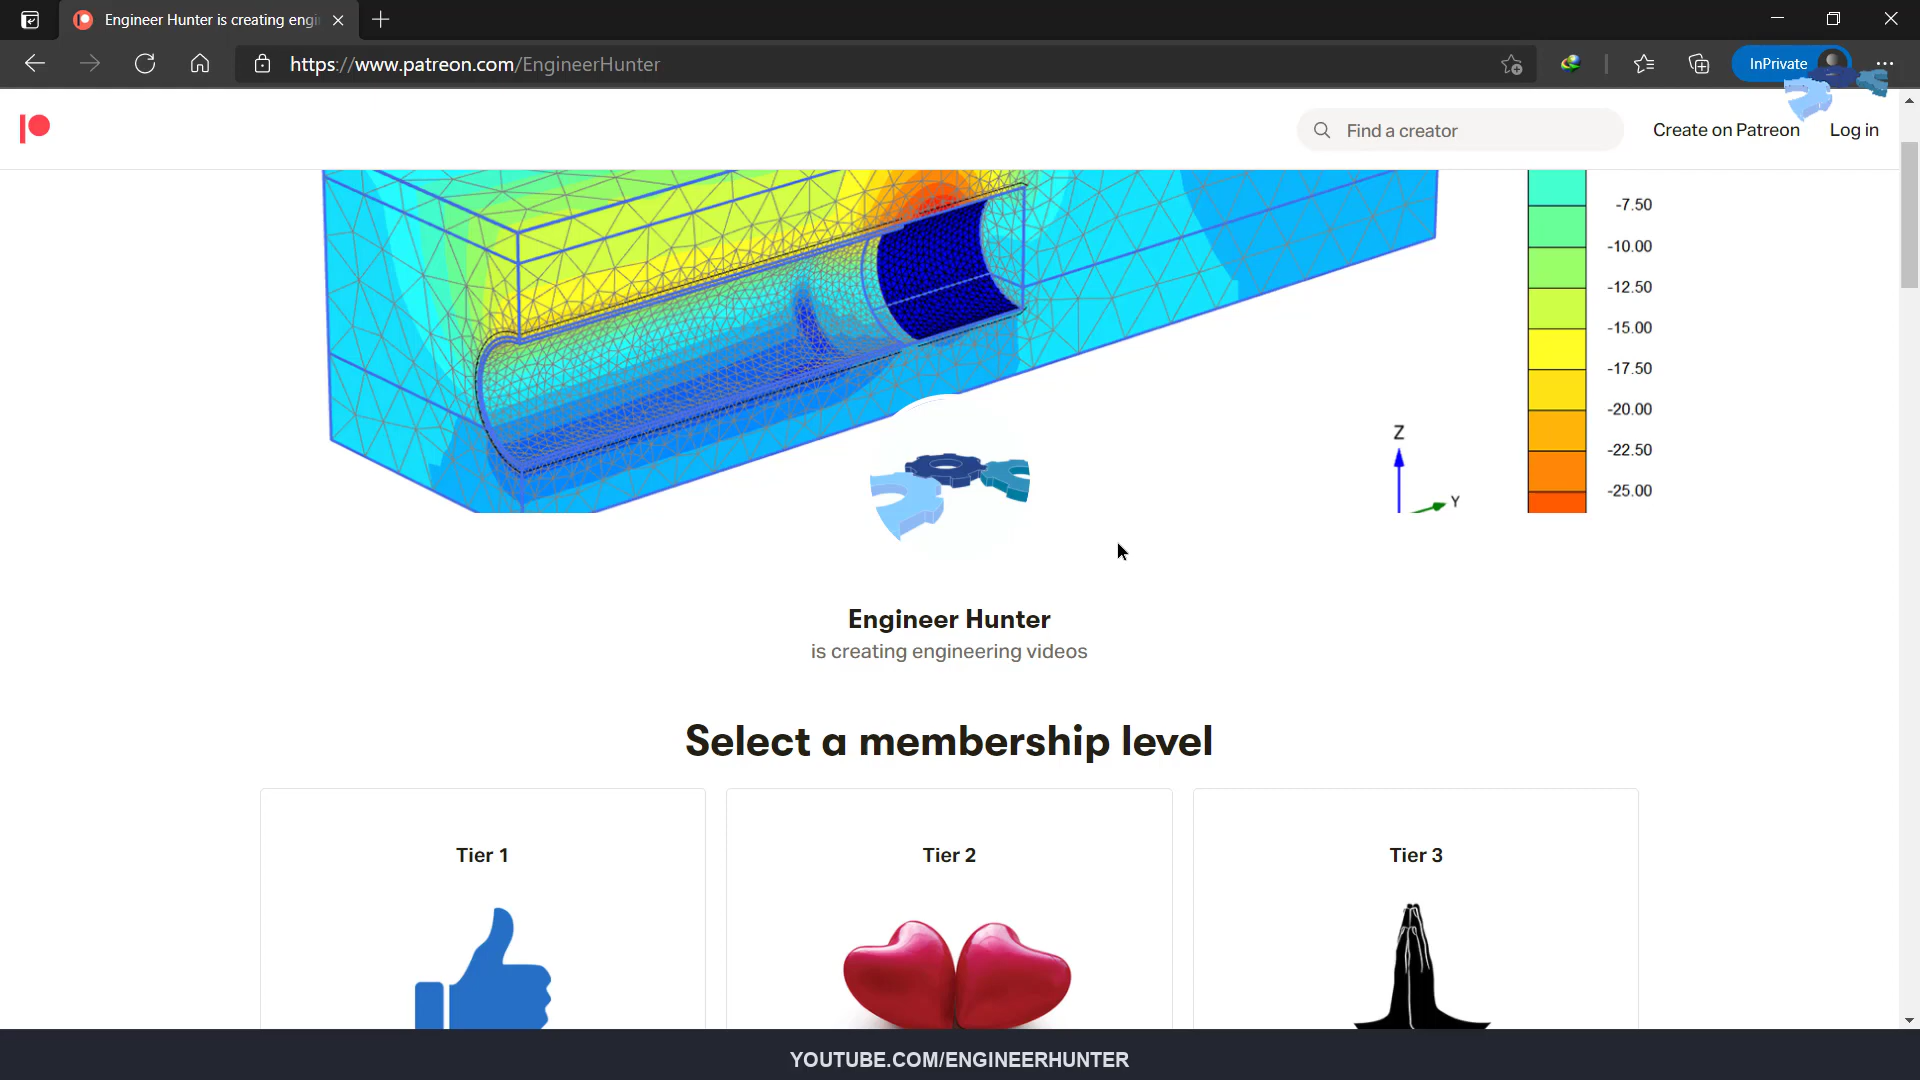 Engineer Hunter is creating engi
https://www.patreon.com/EngineerHunter
InPrivate
Find a creator
Create on Patreon
Log in
-7.50
-10.00
-12.50
-15.00
-17.50
-20.00
-22.50
-25.00
Z
Y
Engineer Hunter
is creating engineering videos
Select a membership level
Tier 1
Tier 2
Tier 3
YOUTUBE.COM/ENGINEERHUNTER